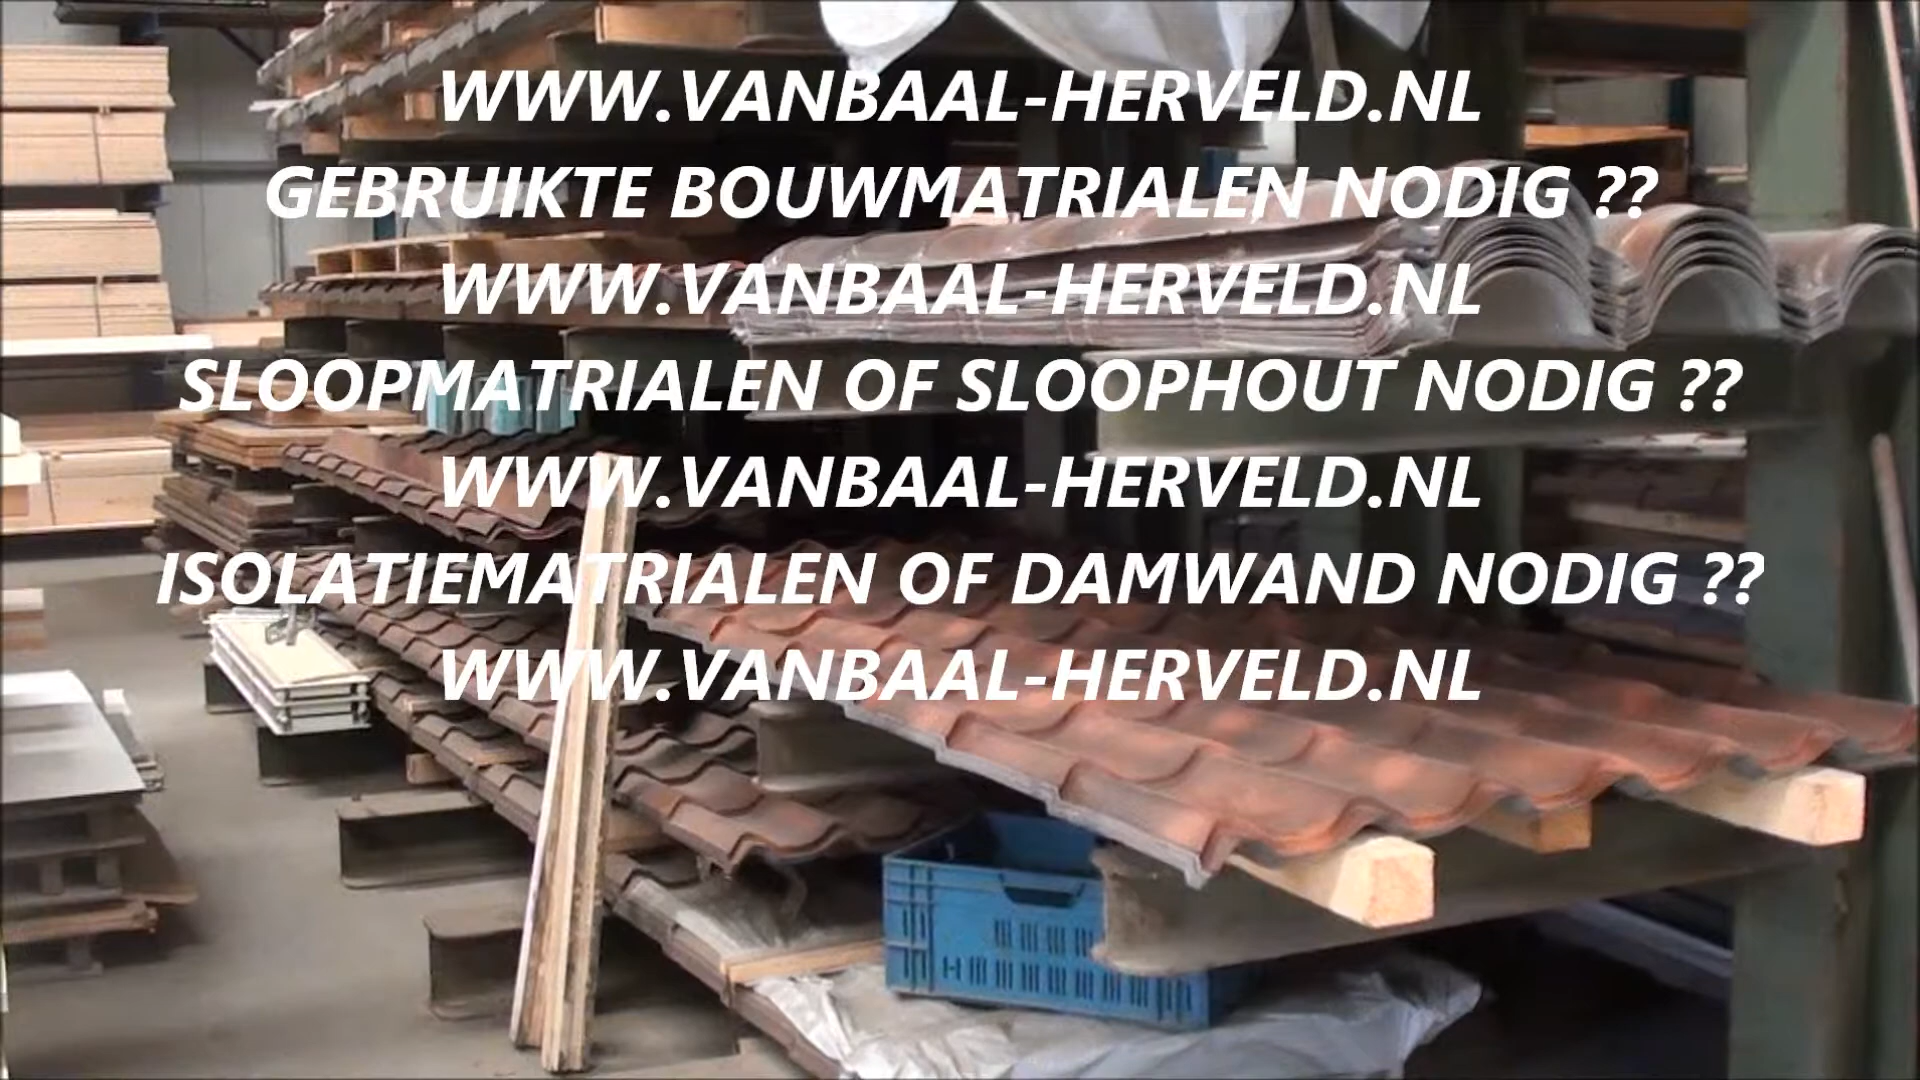 WWW.VANBAAL-HERVELD.NL
GEBRUIKTE BOUWMATRIALEN NODIG ??
WWW.VANBAAL-HERVELD.NL
SLOOPMATRIALEN OF SLOOPHOUT NODIG ??
WWW.VANBAAL-HERVELD.NL
ISOLATIEMATRIALEN OF DAMWAND NODIG ??
WWW.VANBAAL-HERVELD.NL